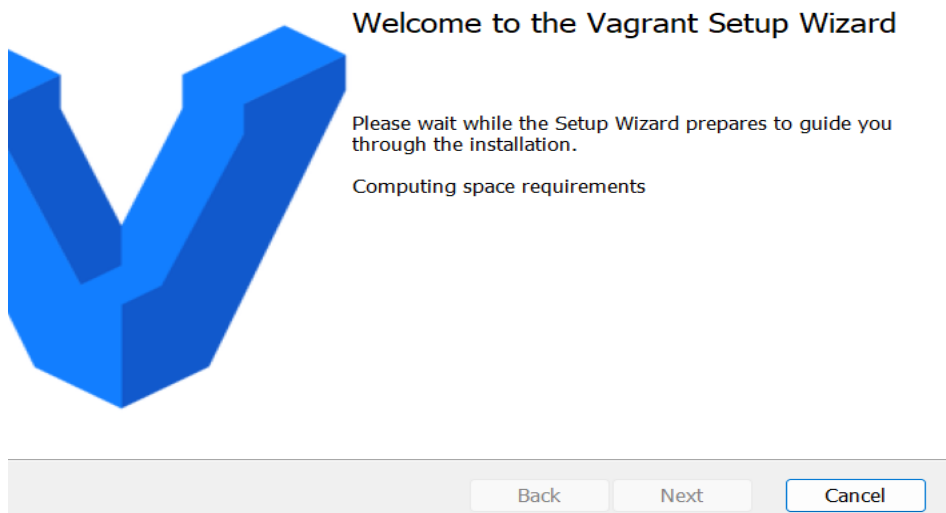 Welcome to the Vagrant Setup Wizard
Please wait while the Setup Wizard prepares to guide you
through the installation.
Computing space requirements
Back
Next
Cancel